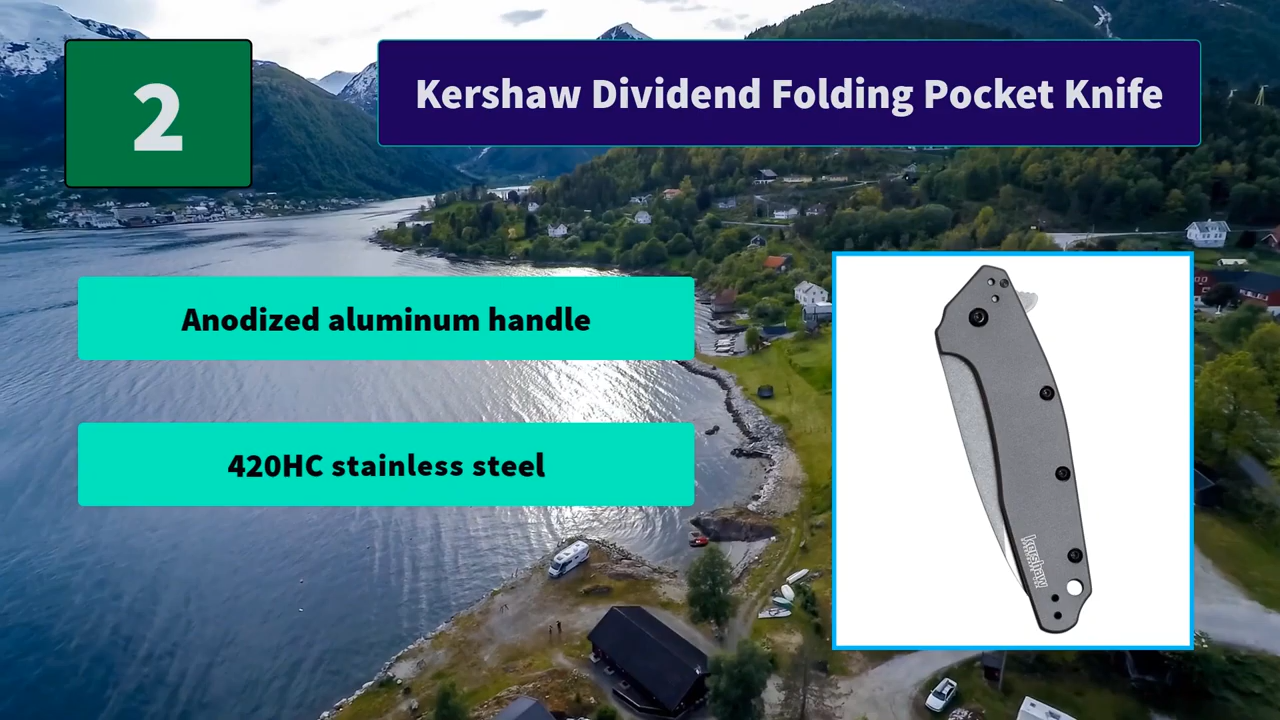 2
Kershaw Dividend Folding Pocket Knife
Anodized aluminum handle
420HC stainless steel
kershaw